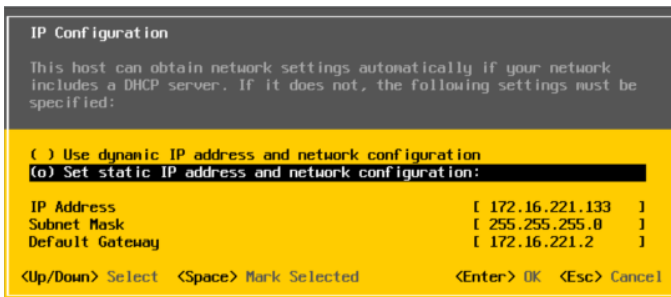 IP Configuration
This host can obtain network settings automatically if your network
includes a DHCP server. If it does not, the following settings must be
specified:
( ) Use dynamic IP address and network configuration
(o) Set static IP address and network configuration:
IP Address [ 172.16.221.133 ]
Subnet Mask [ 255.255.255.0 ]
Default Gateway [ 172.16.221.2 ]
<Up/Down> Select <Space> Mark Selected <Enter> OK <Esc> Cancel